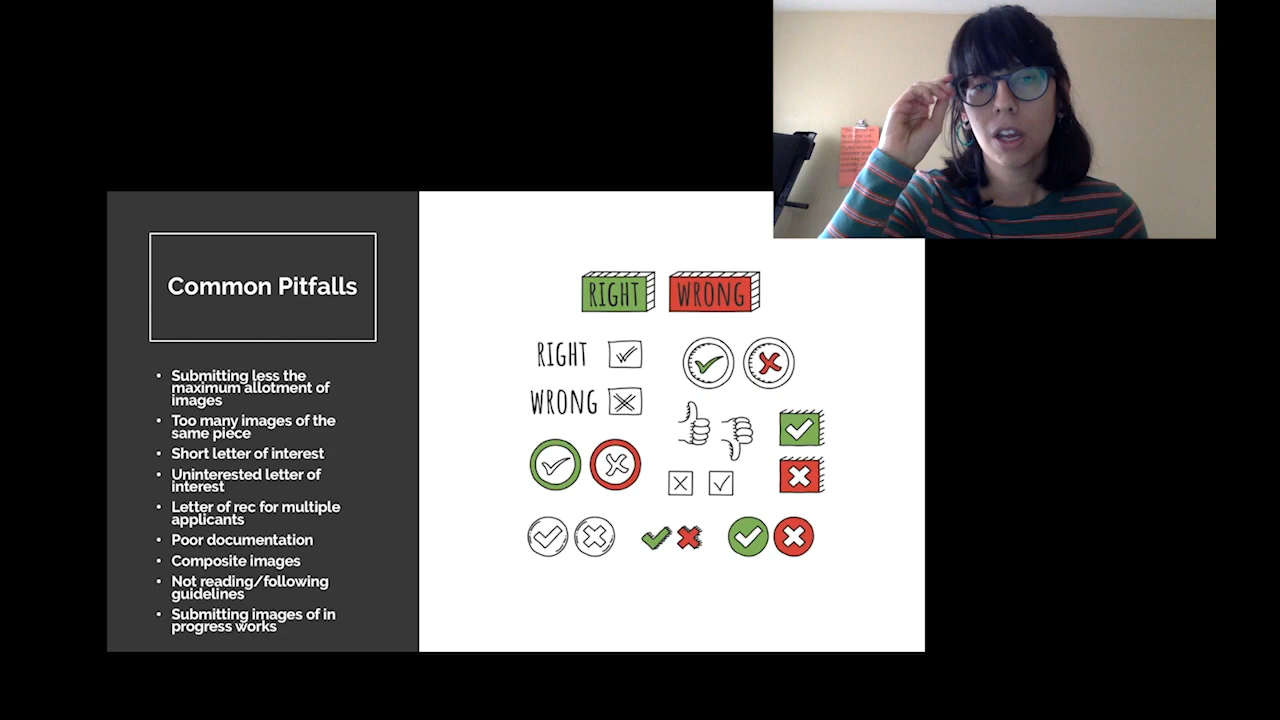 Common Pitfalls
• Submitting less the
maximum allotment of
images
• Too many images of the
same piece
• Short letter of interest
• Uninterested letter of
interest
• Letter of rec for multiple
applicants
• Poor documentation
• Composite images
• Not reading/following
guidelines
• Submitting images of in
progress works
RIGHT WRONG
RIGHT
WRONG